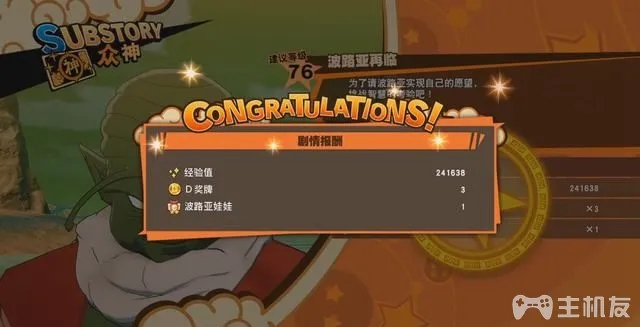 SUBSTORY
神
众神
建议等级
76
波路亚再临
为了请波路亚实现自己的愿望,
挑战智慧的考验吧!
CONGRATULATIONS!
剧情报酬
经验值 241638
D奖牌 3
波路亚娃娃 1
241638
×3
×1
主机友